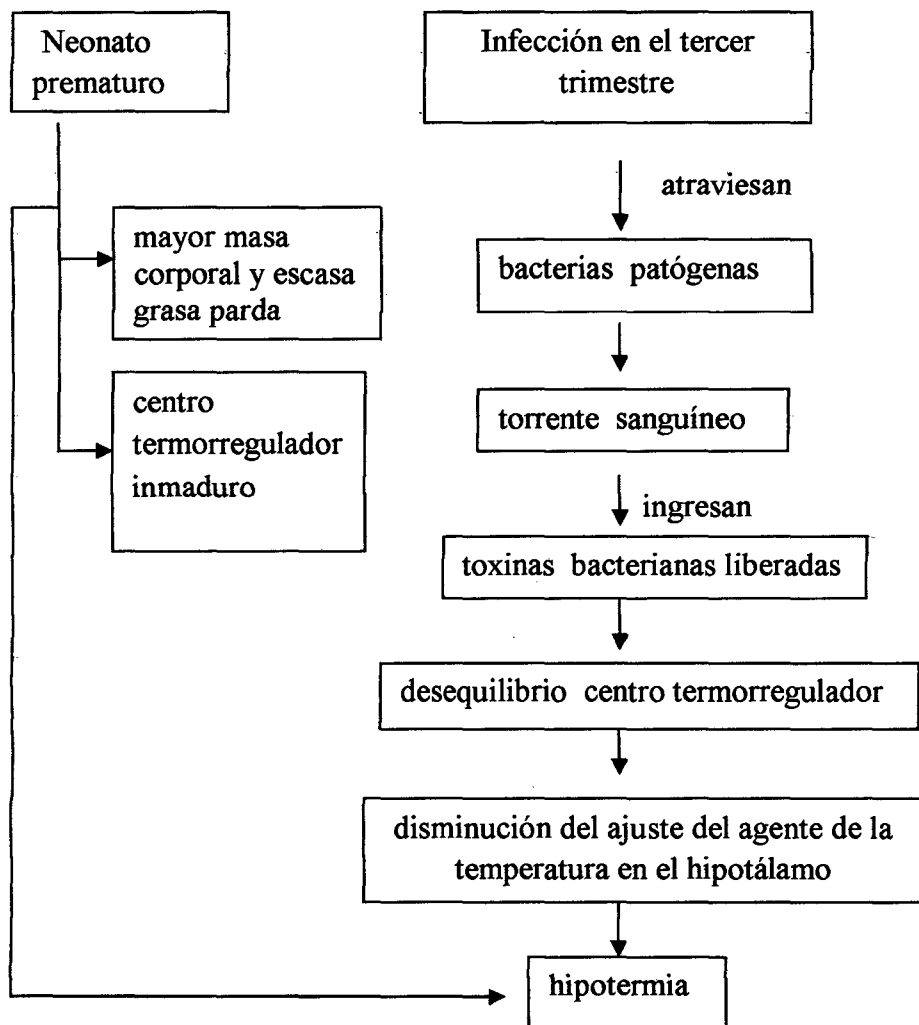 Neonato
prematuro
mayor masa
corporal y escasa
grasa parda
centro
termorregulador
inmaduro
Infección en el tercer
trimestre
atraviesan
bacterias patógenas
torrente sanguíneo
ingresan
toxinas bacterianas liberadas
desequilibrio centro termorregulador
disminución del ajuste del agente de la
temperatura en el hipotálamo
hipotermia